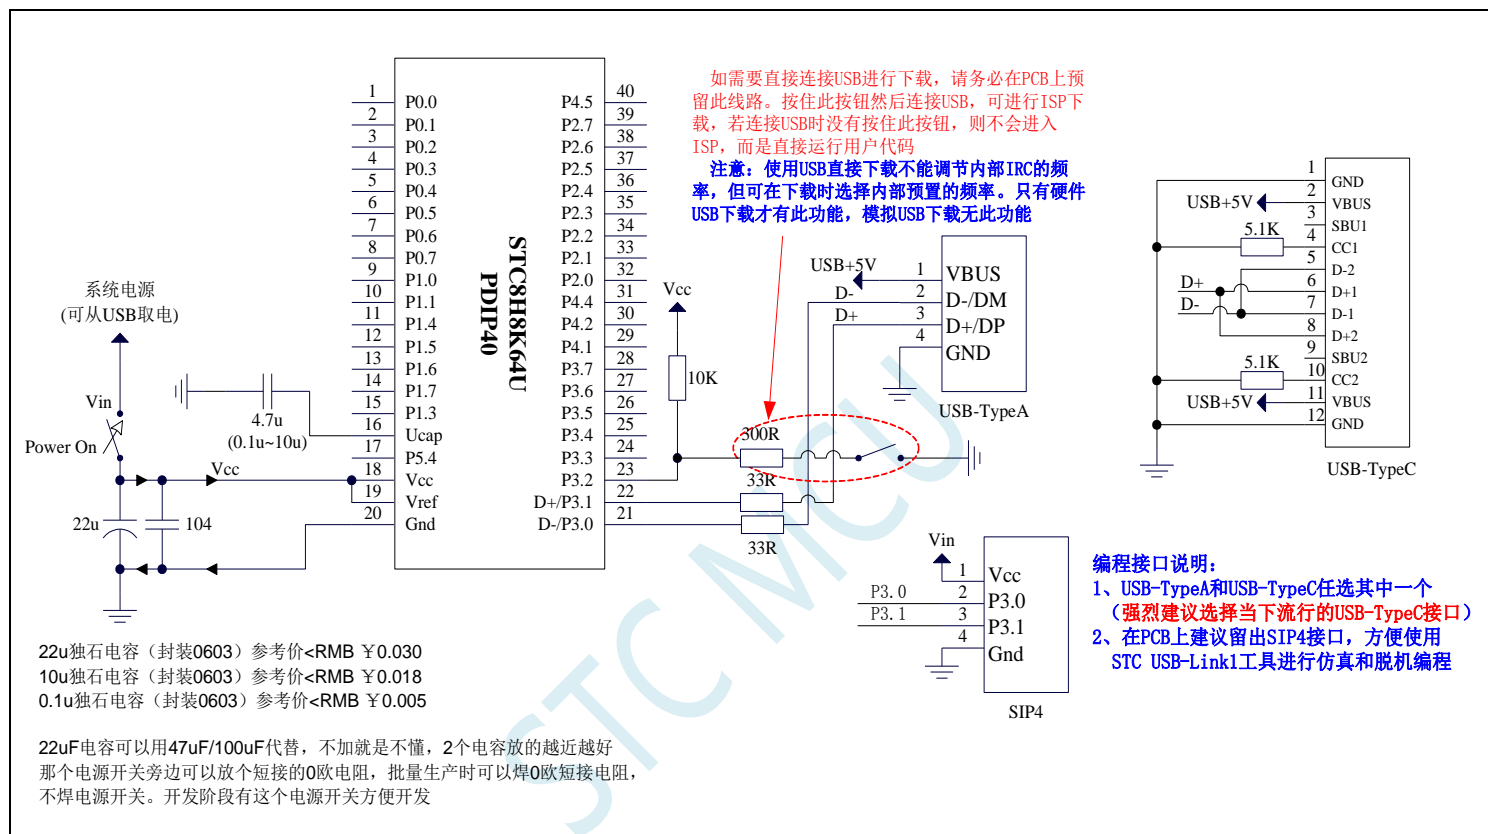 如需要直接连接USB进行下载，请务必在PCB上预
留此线路。按住此按钮然后连接USB，可进行ISP下
载，若连接USB时没有按住此按钮，则不会进入
ISP，而是直接运行用户代码
注意：使用USB直接下载不能调节内部IRC的频
率，但可在下载时选择内部预置的频率。只有硬件
USB下载才有此功能，模拟USB下载无此功能
STC8H8K64U
PDIP40
1 P0.0
2 P0.1
3 P0.2
4 P0.3
5 P0.4
6 P0.5
7 P0.6
8 P0.7
9 P1.0
10 P1.1
11 P1.4
12 P1.5
13 P1.6
14 P1.7
15 P1.3
16 Ucap
17 P5.4
18 Vcc
19 Vref
20 Gnd
P4.5 40
P2.7 39
P2.6 38
P2.5 37
P2.4 36
P2.3 35
P2.2 34
P2.1 33
P2.0 32
P4.4 31
P4.2 30
P4.1 29
P3.7 28
P3.6 27
P3.5 26
P3.4 25
P3.3 24
P3.2 23
D+/P3.1 22
D-/P3.0 21
系统电源
(可从USB取电)
Vin
Power On
Vcc
22u
104
4.7u
(0.1u~10u)
Vcc
10K
300R
33R
33R
USB+5V
D-
D+
1 VBUS
2 D-/DM
3 D+/DP
4 GND
USB-TypeA
USB+5V
5.1K
D+
D-
5.1K
USB+5V
1 GND
2 VBUS
3 SBU1
4 CC1
5 D-2
6 D+1
7 D-1
8 D+2
9 SBU2
10 CC2
11 VBUS
12 GND
USB-TypeC
Vin
P3.0
P3.1
1 Vcc
2 P3.0
3 P3.1
4 Gnd
SIP4
编程接口说明：
1、USB-TypeA和USB-TypeC任选其中一个
（强烈建议选择当下流行的USB-TypeC接口）
2、在PCB上建议留出SIP4接口，方便使用
STC USB-Link1工具进行仿真和脱机编程
22u独石电容（封装0603）参考价<RMB ￥0.030
10u独石电容（封装0603）参考价<RMB ￥0.018
0.1u独石电容（封装0603）参考价<RMB ￥0.005
22uF电容可以用47uF/100uF代替，不加就是不懂，2个电容放的越近越好
那个电源开关旁边可以放个短接的0欧电阻，批量生产时可以焊0欧短接电阻，
不焊电源开关。开发阶段有这个电源开关方便开发
STC MCU